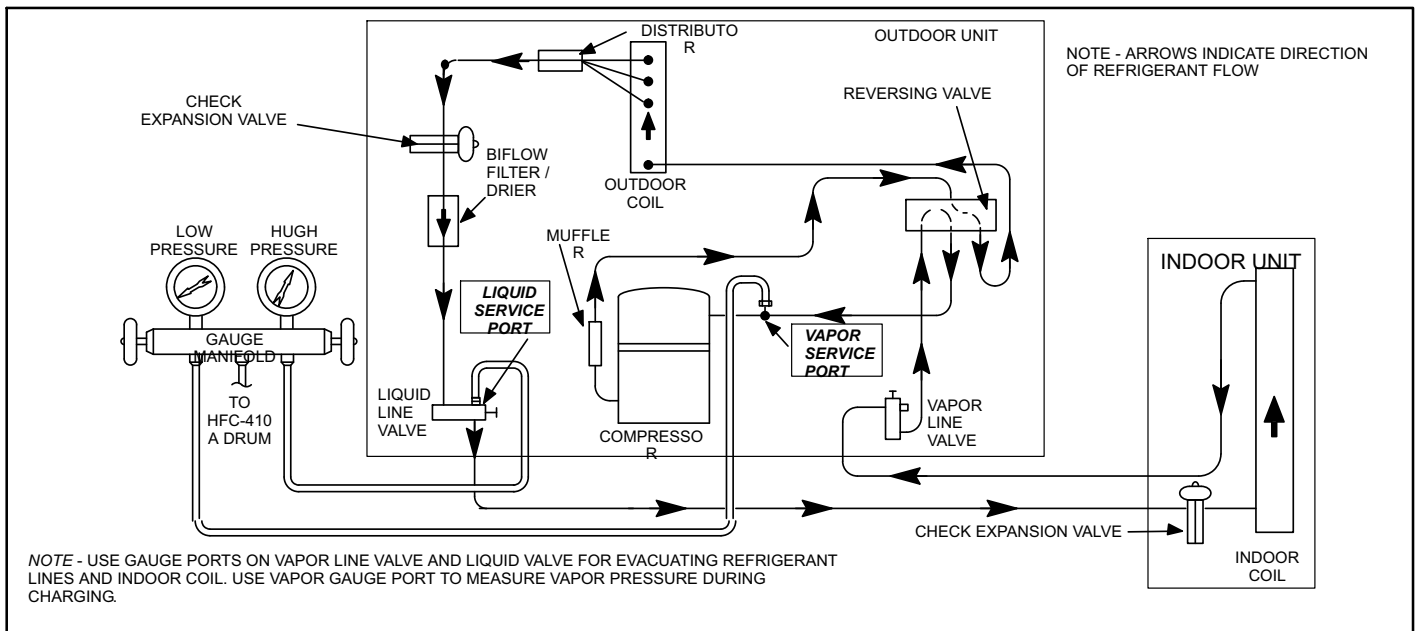 DISTRIBUTO
R
OUTDOOR UNIT
NOTE - ARROWS INDICATE DIRECTION
OF REFRIGERANT FLOW
CHECK
EXPANSION VALVE
REVERSING VALVE
BIFLOW
FILTER /
DRIER
OUTDOOR
COIL
LOW
PRESSURE
HUGH
PRESSURE
MUFFLE
R
INDOOR UNIT
LIQUID
SERVICE
PORT
GAUGE
MANIFOLD
VAPOR
SERVICE
PORT
TO
HFC-410
A DRUM
LIQUID
LINE
VALVE
COMPRESSO
R
VAPOR
LINE
VALVE
CHECK EXPANSION VALVE
INDOOR
COIL
NOTE - USE GAUGE PORTS ON VAPOR LINE VALVE AND LIQUID VALVE FOR EVACUATING REFRIGERANT
LINES AND INDOOR COIL. USE VAPOR GAUGE PORT TO MEASURE VAPOR PRESSURE DURING
CHARGING.